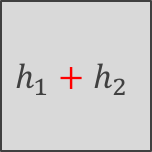 h₁ + h₂